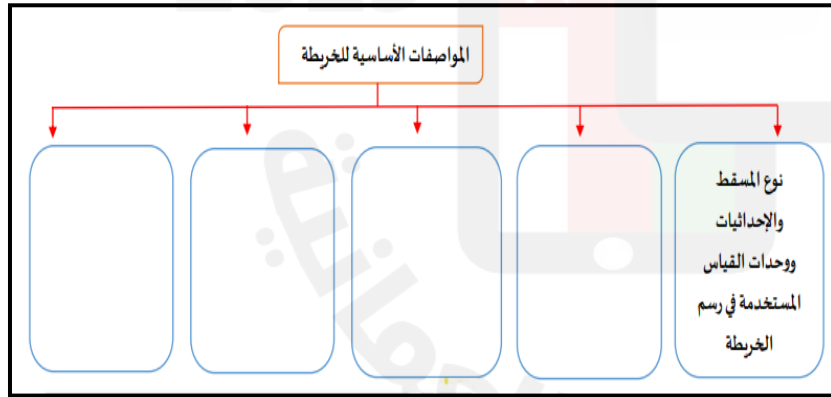 المواصفات الأساسية للخريطة
نوع المسقط
والإحداثيات
ووحدات القياس
المستخدمة في رسم
الخريطة